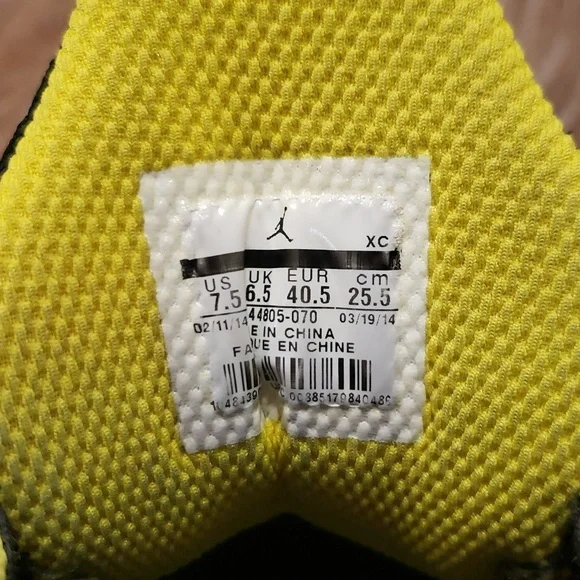 XC
US UK EUR cm
7.5 6.5 40.5 25.5
44805-070
02/11/14 03/19/14
E IN CHINA
FA UE EN CHINE